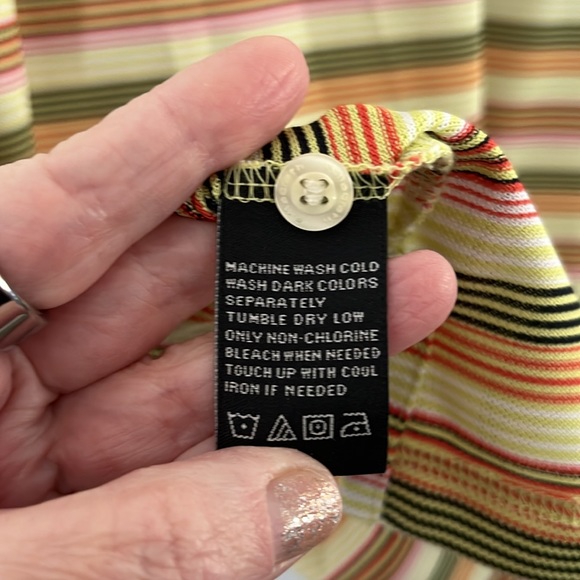 MACHINE WASH COLD
WASH DARK COLORS
SEPARATELY
TUMBLE DRY LOW
ONLY NON-CHLORINE
BLEACH WHEN NEEDED
TOUCH UP WITH COOL
IRON IF NEEDED